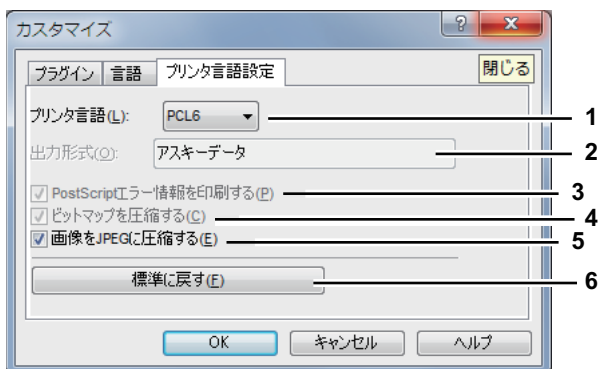 カスタマイズ ?
閉じる
プラグイン 言語 プリンタ言語設定
プリンタ言語(L): PCL6 1
出力形式(O): アスキーデータ 2
PostScriptエラー情報を印刷する(P) 3
ビットマップを圧縮する(C) 4
画像をJPEGに圧縮する(E) 5
標準に戻す(F) 6
OK キャンセル ヘルプ